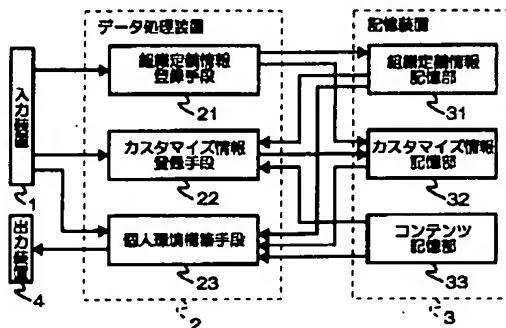 データ処理装置
記憶装置
入力装置
1
出力装置
4
組織定義情報
登録手段
21
カスタマイズ情報
登録手段
22
個人環境構築手段
23
2
組織定義情報
記憶部
31
カスタマイズ情報
記憶部
32
コンテンツ
記憶部
33
3